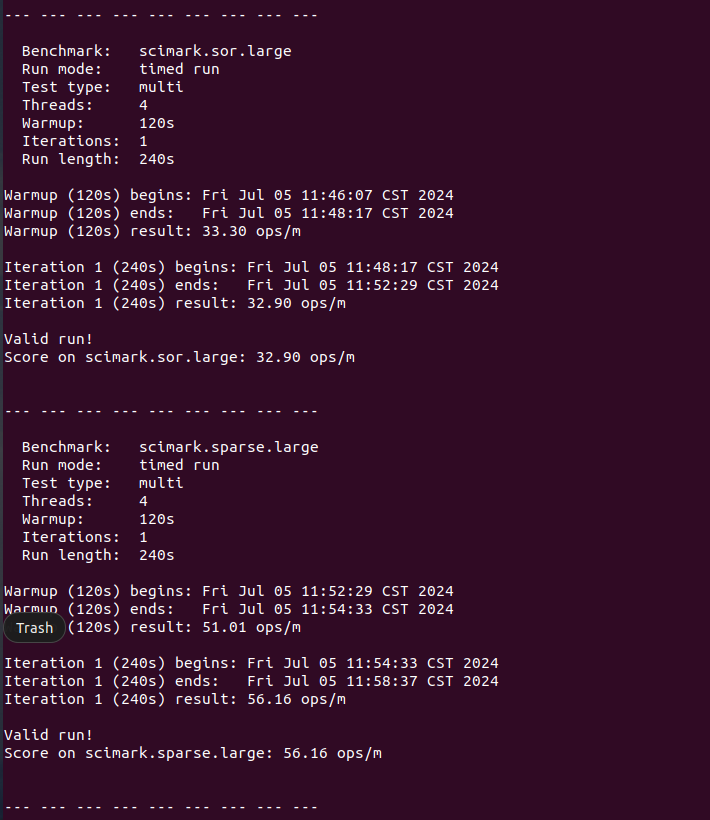 --- --- --- --- --- --- --- --- ---
Benchmark:   scimark.sor.large
Run mode:    timed run
Test type:   multi
Threads:     4
Warmup:      120s
Iterations:  1
Run length:  240s
Warmup (120s) begins: Fri Jul 05 11:46:07 CST 2024
Warmup (120s) ends:   Fri Jul 05 11:48:17 CST 2024
Warmup (120s) result: 33.30 ops/m
Iteration 1 (240s) begins: Fri Jul 05 11:48:17 CST 2024
Iteration 1 (240s) ends:   Fri Jul 05 11:52:29 CST 2024
Iteration 1 (240s) result: 32.90 ops/m
Valid run!
Score on scimark.sor.large: 32.90 ops/m
--- --- --- --- --- --- --- --- ---
Benchmark:   scimark.sparse.large
Run mode:    timed run
Test type:   multi
Threads:     4
Warmup:      120s
Iterations:  1
Run length:  240s
Warmup (120s) begins: Fri Jul 05 11:52:29 CST 2024
Warmup (120s) ends:   Fri Jul 05 11:54:33 CST 2024
Trash (120s) result: 51.01 ops/m
Iteration 1 (240s) begins: Fri Jul 05 11:54:33 CST 2024
Iteration 1 (240s) ends:   Fri Jul 05 11:58:37 CST 2024
Iteration 1 (240s) result: 56.16 ops/m
Valid run!
Score on scimark.sparse.large: 56.16 ops/m
--- --- --- --- --- --- --- --- ---